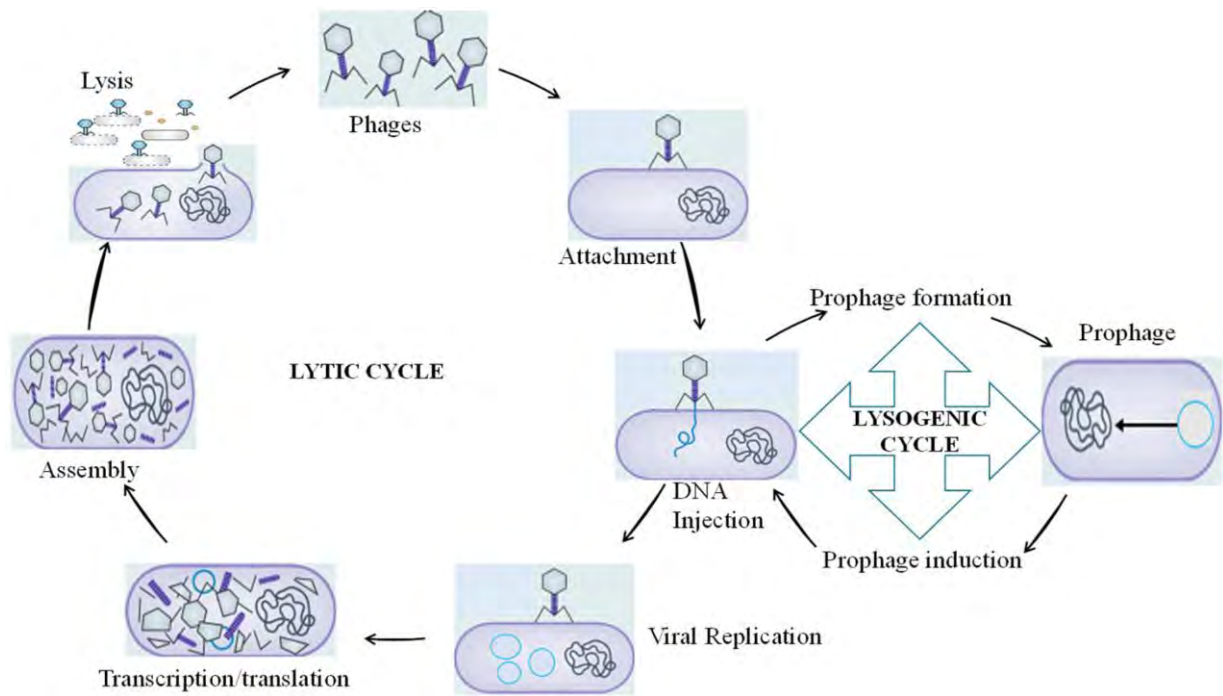 Lysis
Phages
Attachment
Prophage formation
Prophage
LYTIC CYCLE
LYSOGENIC
CYCLE
Assembly
DNA
Injection
Prophage induction
Viral Replication
Transcription/translation